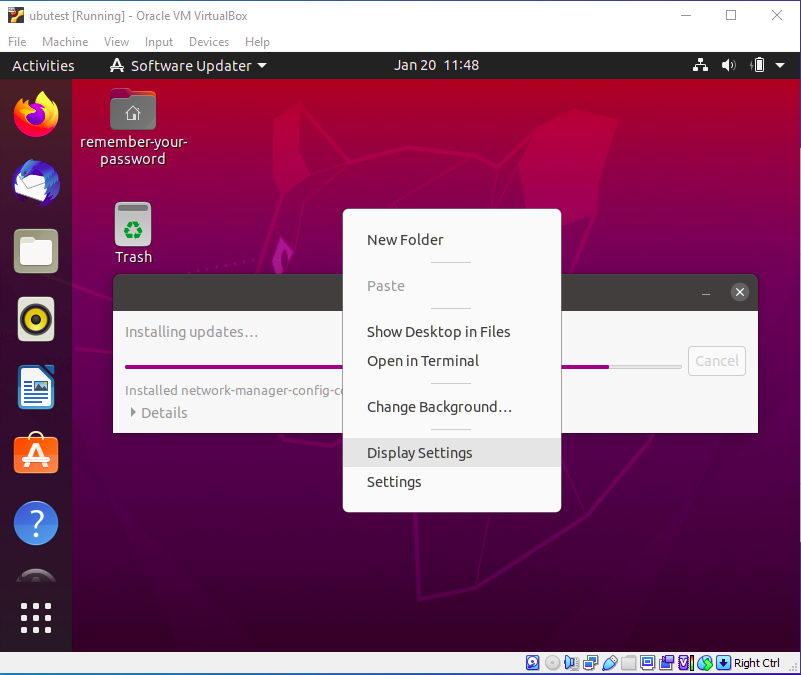 ubutest [Running] - Oracle VM VirtualBox
File Machine View Input Devices Help
Activities Software Updater Jan 20 11:48
remember-your-
password
Trash
New Folder
Paste
Show Desktop in Files
Open in Terminal
Change Background…
Display Settings
Settings
Installing updates…
Cancel
Installed network-manager-config-c
Details
Right Ctrl